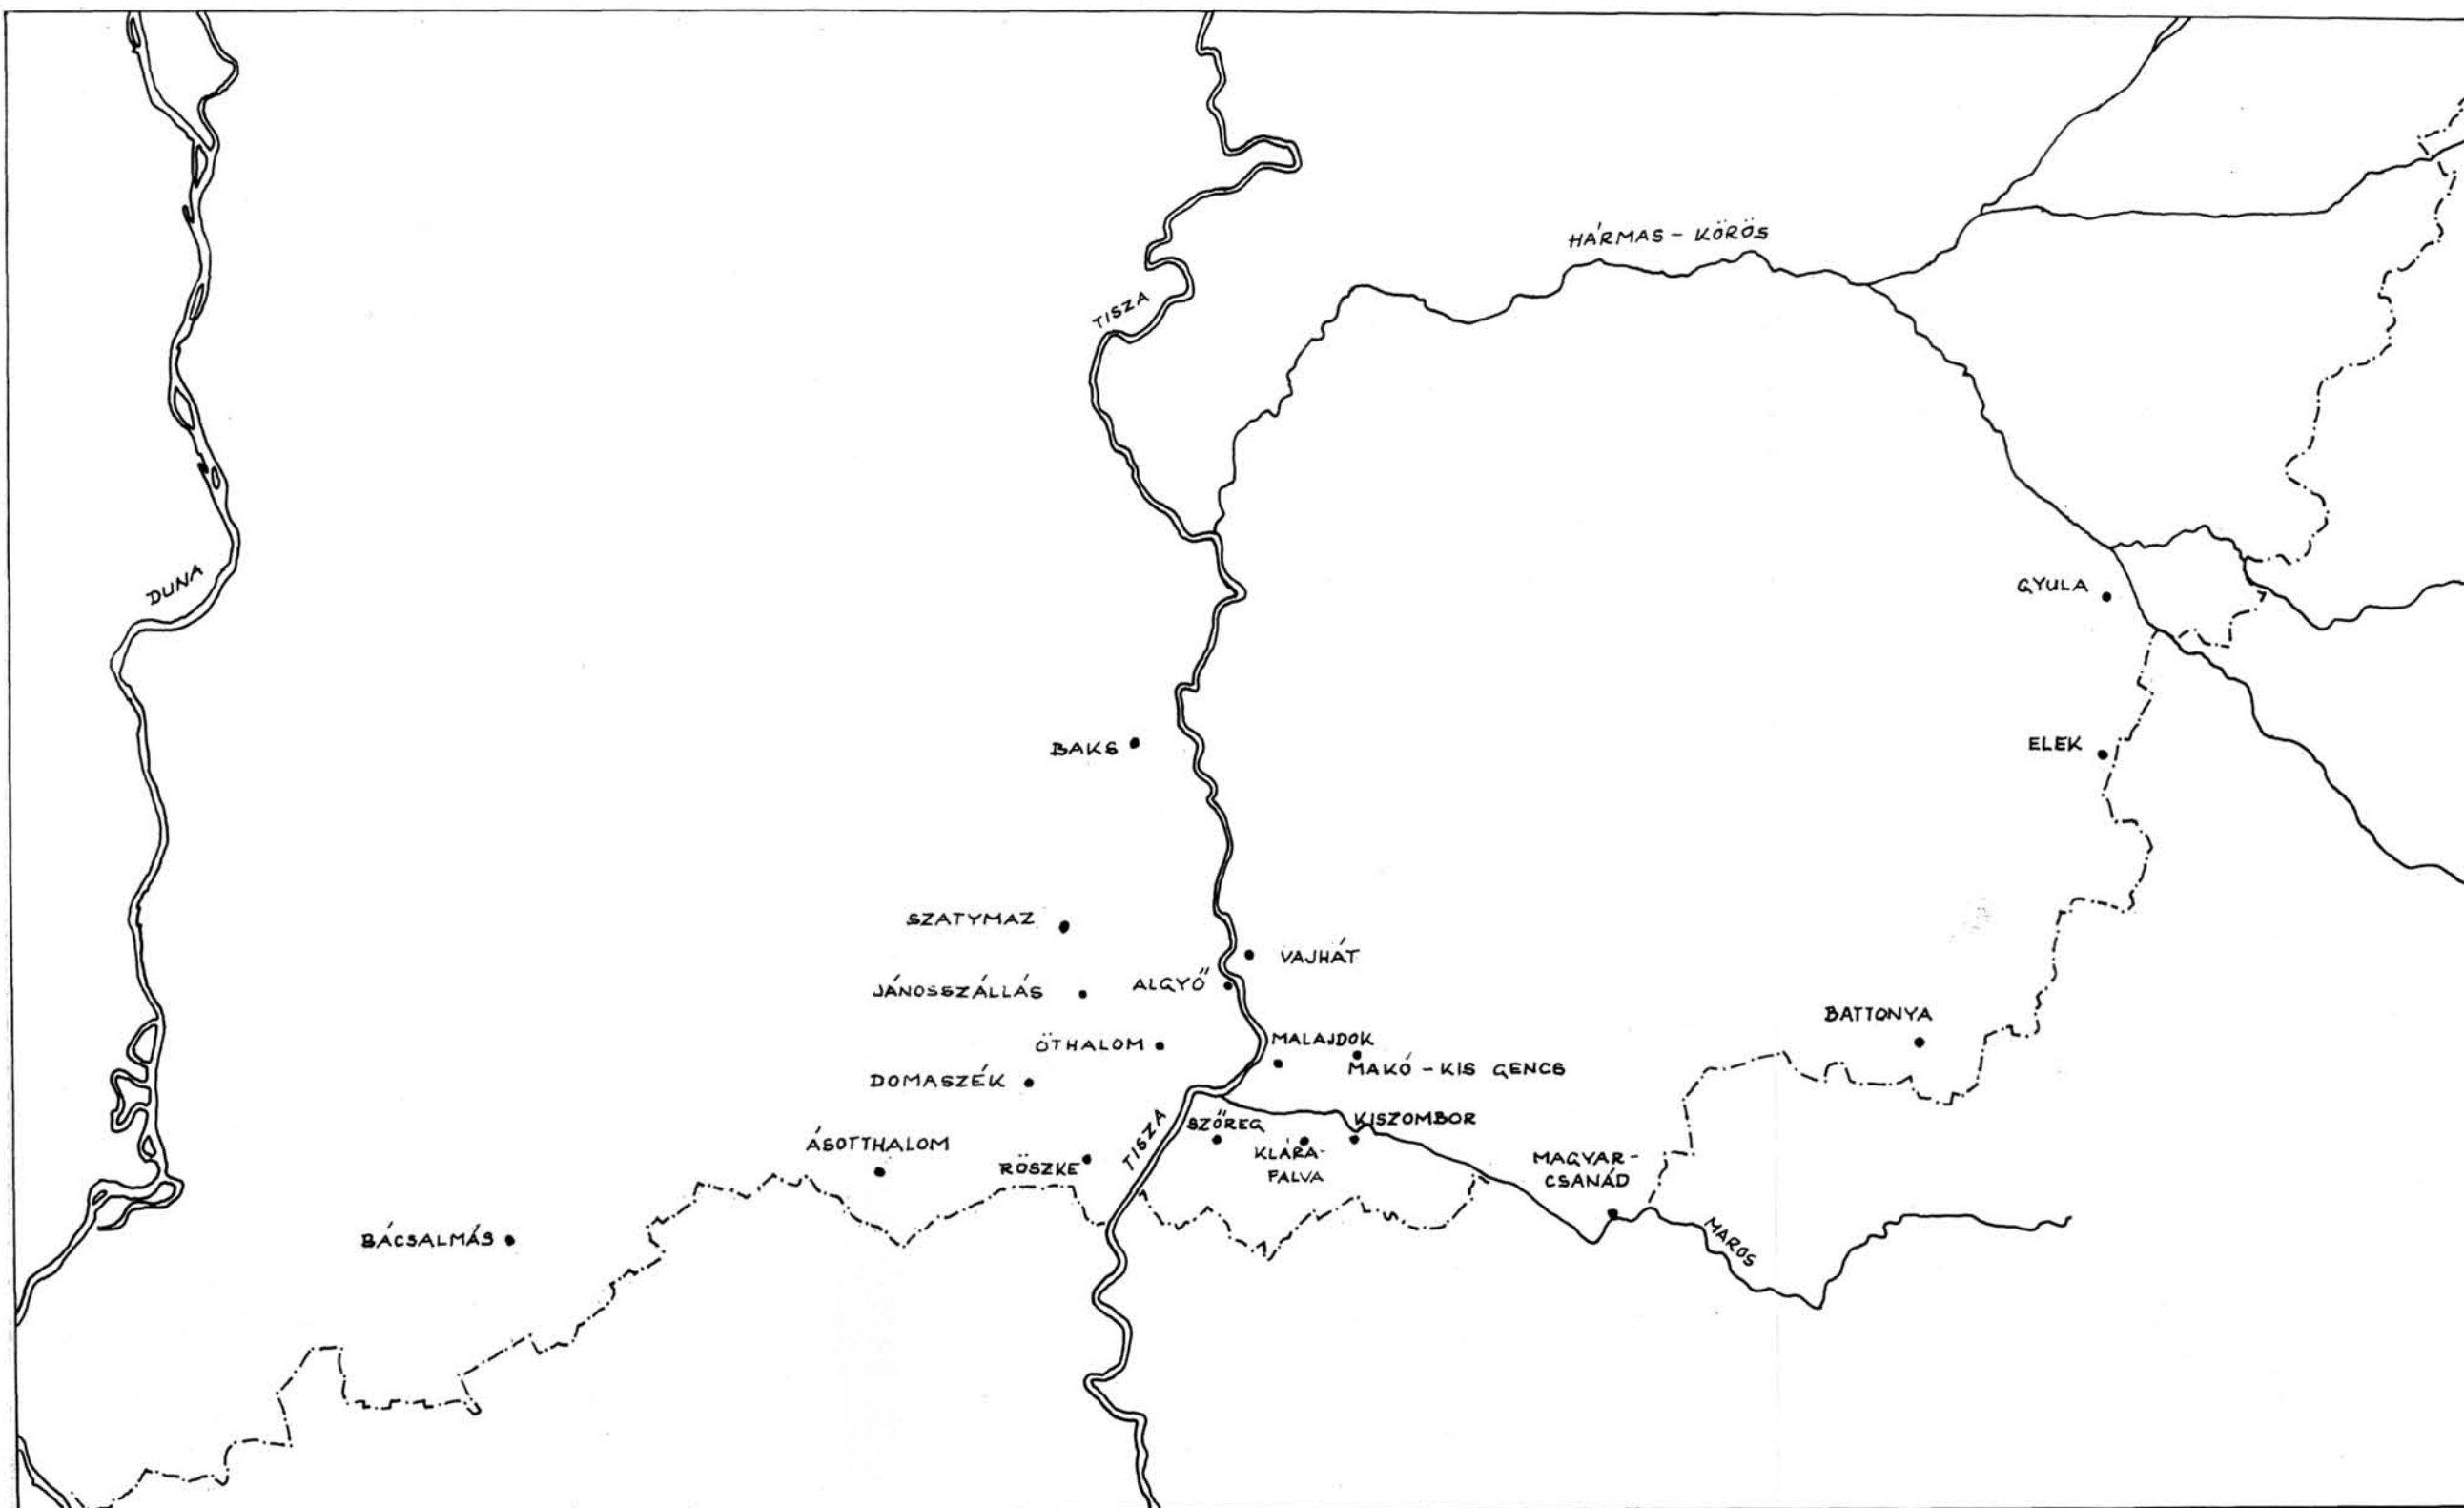 HÁRMAS – KÖRÖS
TISZA
DUNA
GYULA
BAKS
ELEK
SZATYMAZ
VAJHÁT
JÁNOSSZÁLLÁS
ALGYŐ
BATTONYA
ÖTHALOM
MALAJDOK
DOMASZÉK
MAKÓ – KIS GENCS
TISZA
SZŐREG
KISZOMBOR
ÁSOTTHALOM
RÖSZKE
KLÁRA-
FALVA
MAGYAR-
CSANÁD
BÁCSALMÁS
MAROS